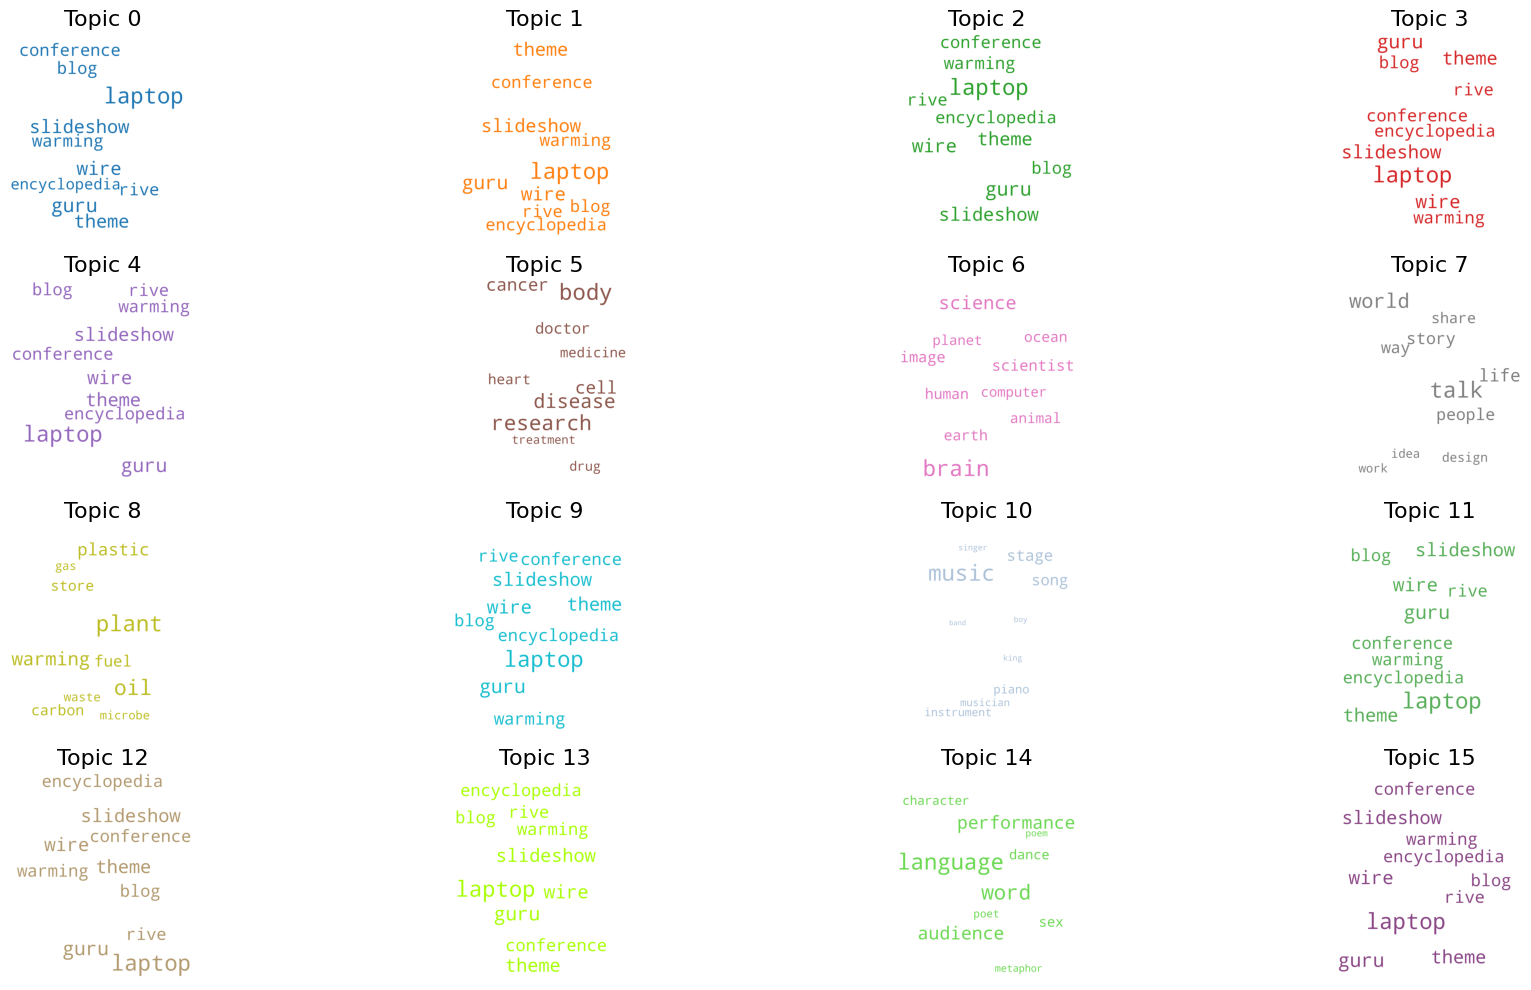 Topic 0
conference
blog
laptop
slideshow
warming
wire
encyclopedia
rive
guru
theme
Topic 1
theme
conference
slideshow
warming
laptop
guru
wire
rive
blog
encyclopedia
Topic 2
conference
warming
laptop
rive
encyclopedia
theme
wire
blog
guru
slideshow
Topic 3
guru
theme
blog
rive
conference
encyclopedia
slideshow
laptop
wire
warming
Topic 4
blog
rive
warming
slideshow
conference
wire
theme
encyclopedia
laptop
guru
Topic 5
cancer
body
doctor
medicine
heart
cell
disease
research
treatment
drug
Topic 6
science
planet
ocean
image
scientist
human
computer
animal
earth
brain
Topic 7
world
share
story
way
life
talk
people
idea
design
work
Topic 8
plastic
gas
store
plant
warming
fuel
oil
waste
carbon
microbe
Topic 9
rive
conference
slideshow
wire
theme
blog
encyclopedia
laptop
guru
warming
Topic 10
singer
stage
music
song
band
boy
king
piano
musician
instrument
Topic 11
blog
slideshow
wire
rive
guru
conference
warming
encyclopedia
laptop
theme
Topic 12
encyclopedia
slideshow
conference
wire
theme
warming
blog
rive
guru
laptop
Topic 13
encyclopedia
rive
blog
warming
slideshow
laptop
wire
guru
conference
theme
Topic 14
character
performance
poem
dance
language
word
poet
sex
audience
metaphor
Topic 15
conference
slideshow
warming
encyclopedia
wire
blog
rive
laptop
theme
guru